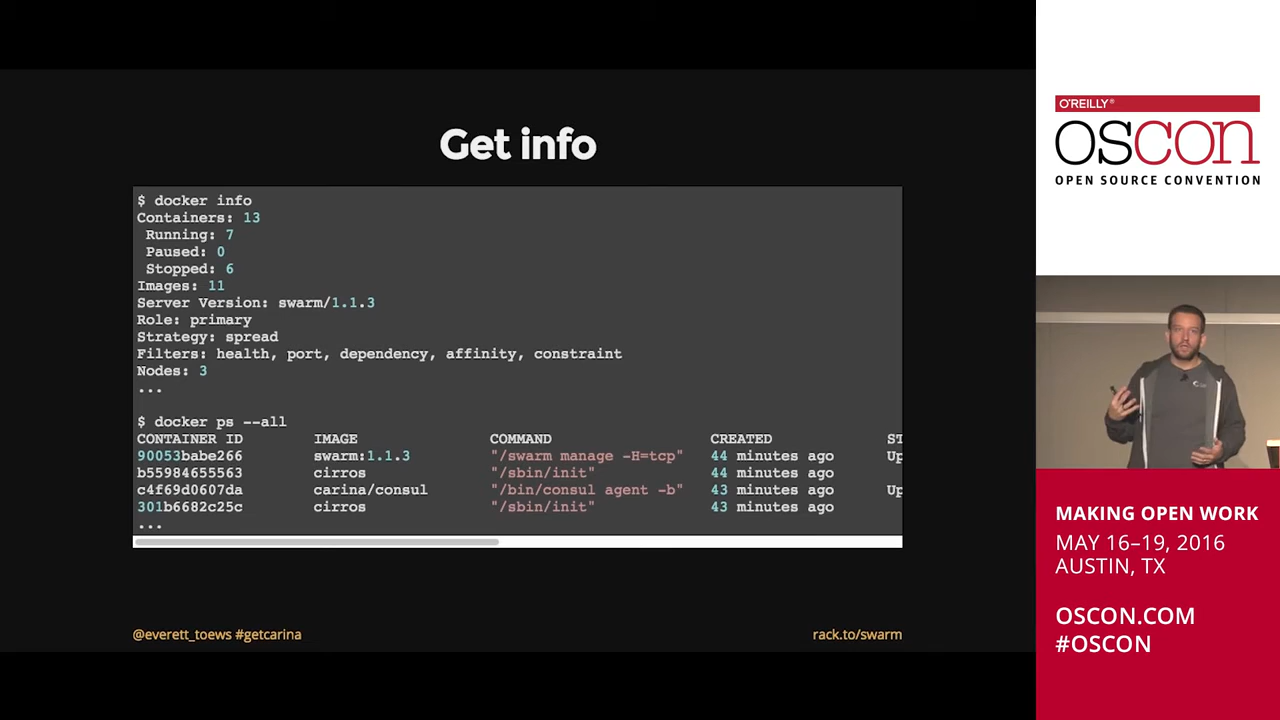 Get info
$ docker info
Containers: 13
Running: 7
Paused: 0
Stopped: 6
Images: 11
Server Version: swarm/1.1.3
Role: primary
Strategy: spread
Filters: health, port, dependency, affinity, constraint
Nodes: 3
...
$ docker ps --all
CONTAINER ID IMAGE COMMAND CREATED ST
90053babe266 swarm:1.1.3 "/swarm manage -H=tcp" 44 minutes ago Up
b55984655563 cirros "/sbin/init" 44 minutes ago
c4f69d0607da carina/consul "/bin/consul agent -b" 43 minutes ago Up
301b6682c25c cirros "/sbin/init" 43 minutes ago
...
@everett_toews #getcarina
rack.to/swarm
O'REILLY®
OSCON
OPEN SOURCE CONVENTION
MAKING OPEN WORK
MAY 16–19, 2016
AUSTIN, TX
OSCON.COM
#OSCON